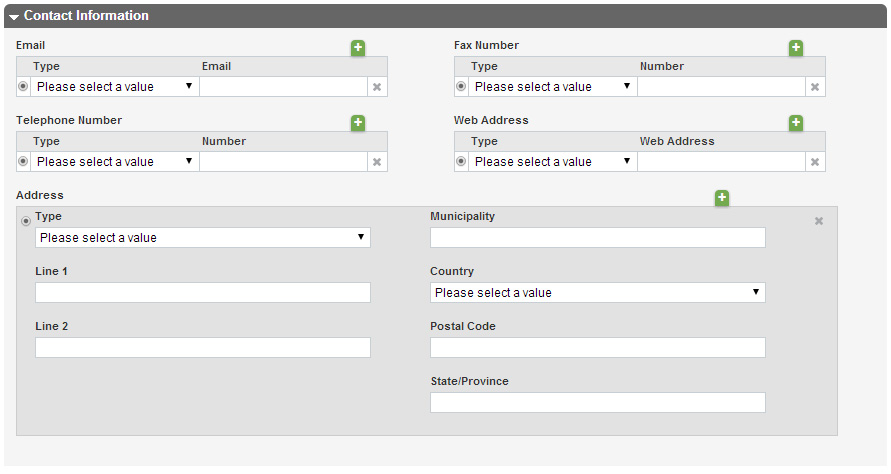 Contact Information
Email
Type Email
Please select a value
Fax Number
Type Number
Please select a value
Telephone Number
Type Number
Please select a value
Web Address
Type Web Address
Please select a value
Address
Type
Please select a value
Municipality
Line 1
Country
Please select a value
Line 2
Postal Code
State/Province